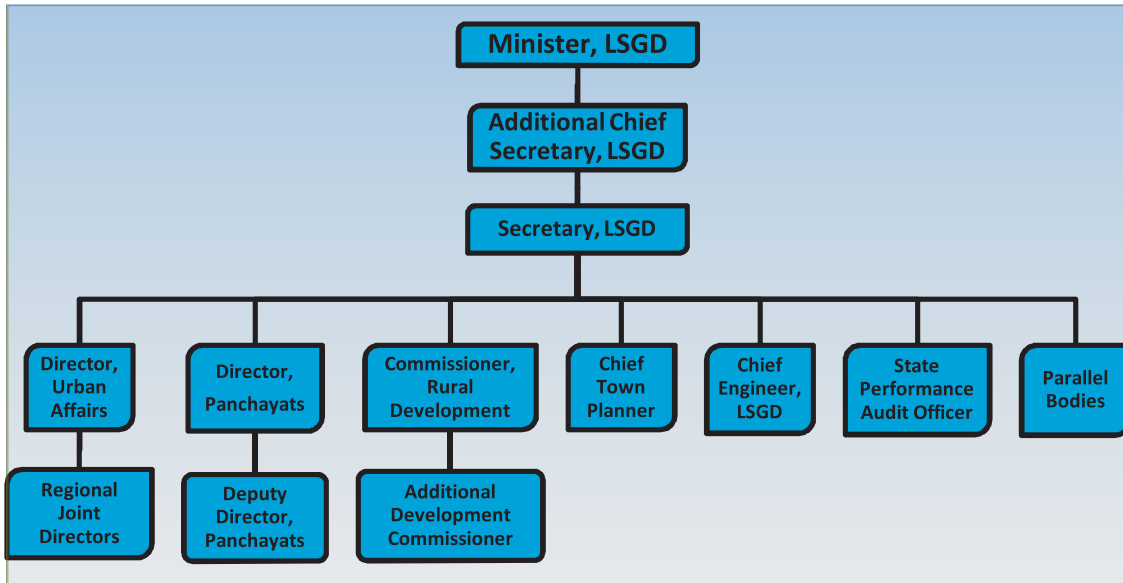 Minister, LSGD
Additional Chief
Secretary, LSGD
Secretary, LSGD
Director,
Urban
Affairs
Director,
Panchayats
Commissioner,
Rural
Development
Chief
Town
Planner
Chief
Engineer,
LSGD
State
Performance
Audit Officer
Parallel
Bodies
Regional
Joint
Directors
Deputy
Director,
Panchayats
Additional
Development
Commissioner